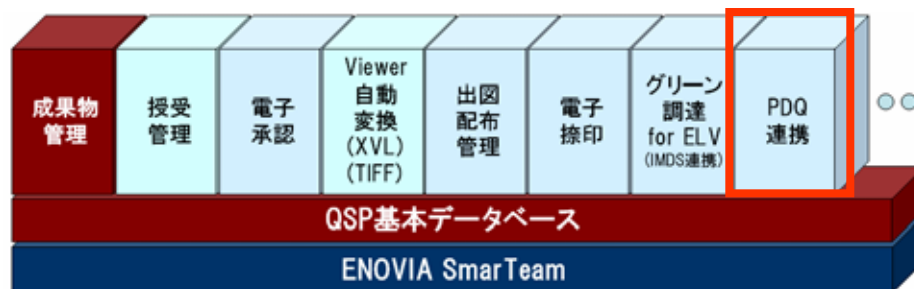 成果物
管理
授受
管理
電子
承認
Viewer
自動
変換
(XVL)
(TIFF)
出図
配布
管理
電子
捺印
グリーン
調達
for ELV
(IMDS連携)
PDQ
連携
QSP基本データベース
ENOVIA SmarTeam